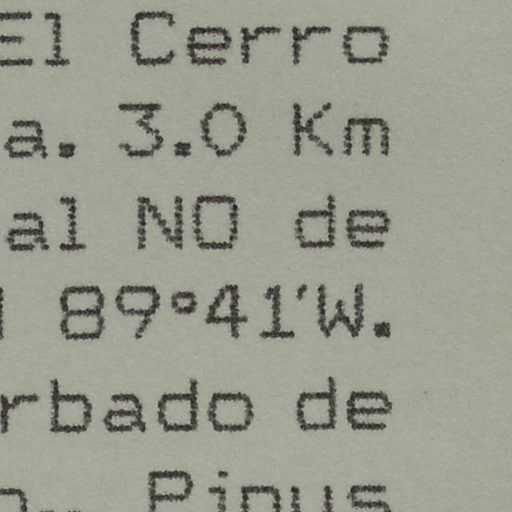 El Cerro
a. 3.0 Km
al NO de
89°41'W.
rbado de
Pinus